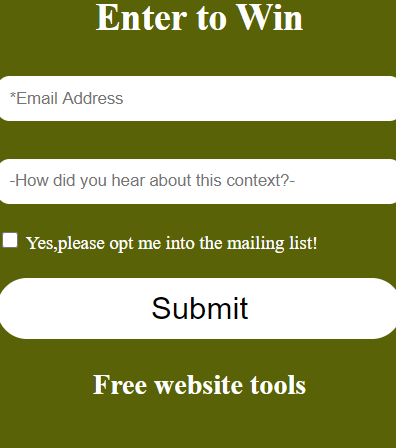 Enter to Win
*Email Address
-How did you hear about this context?-
Yes,please opt me into the mailing list!
Submit
Free website tools